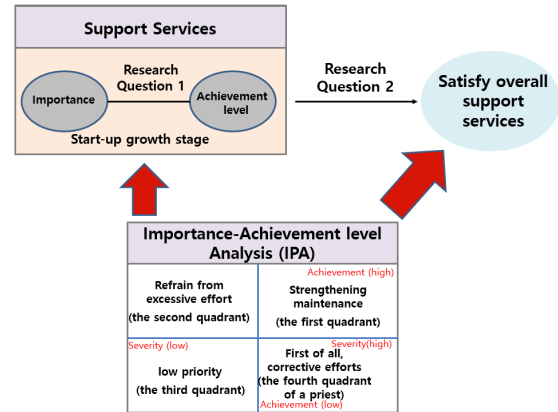 Support Services
Research
Question 1
Importance
Achievement
level
Start-up growth stage
Research
Question 2
Satisfy overall
support
services
Importance-Achievement level
Analysis (IPA)
Refrain from
excessive effort
(the second quadrant)
Achievement (high)
Strengthening
maintenance
(the first quadrant)
Severity (low)
low priority
(the third quadrant)
Severity(high)
First of all,
corrective efforts
(the fourth quadrant
of a priest)
Achievement (low)